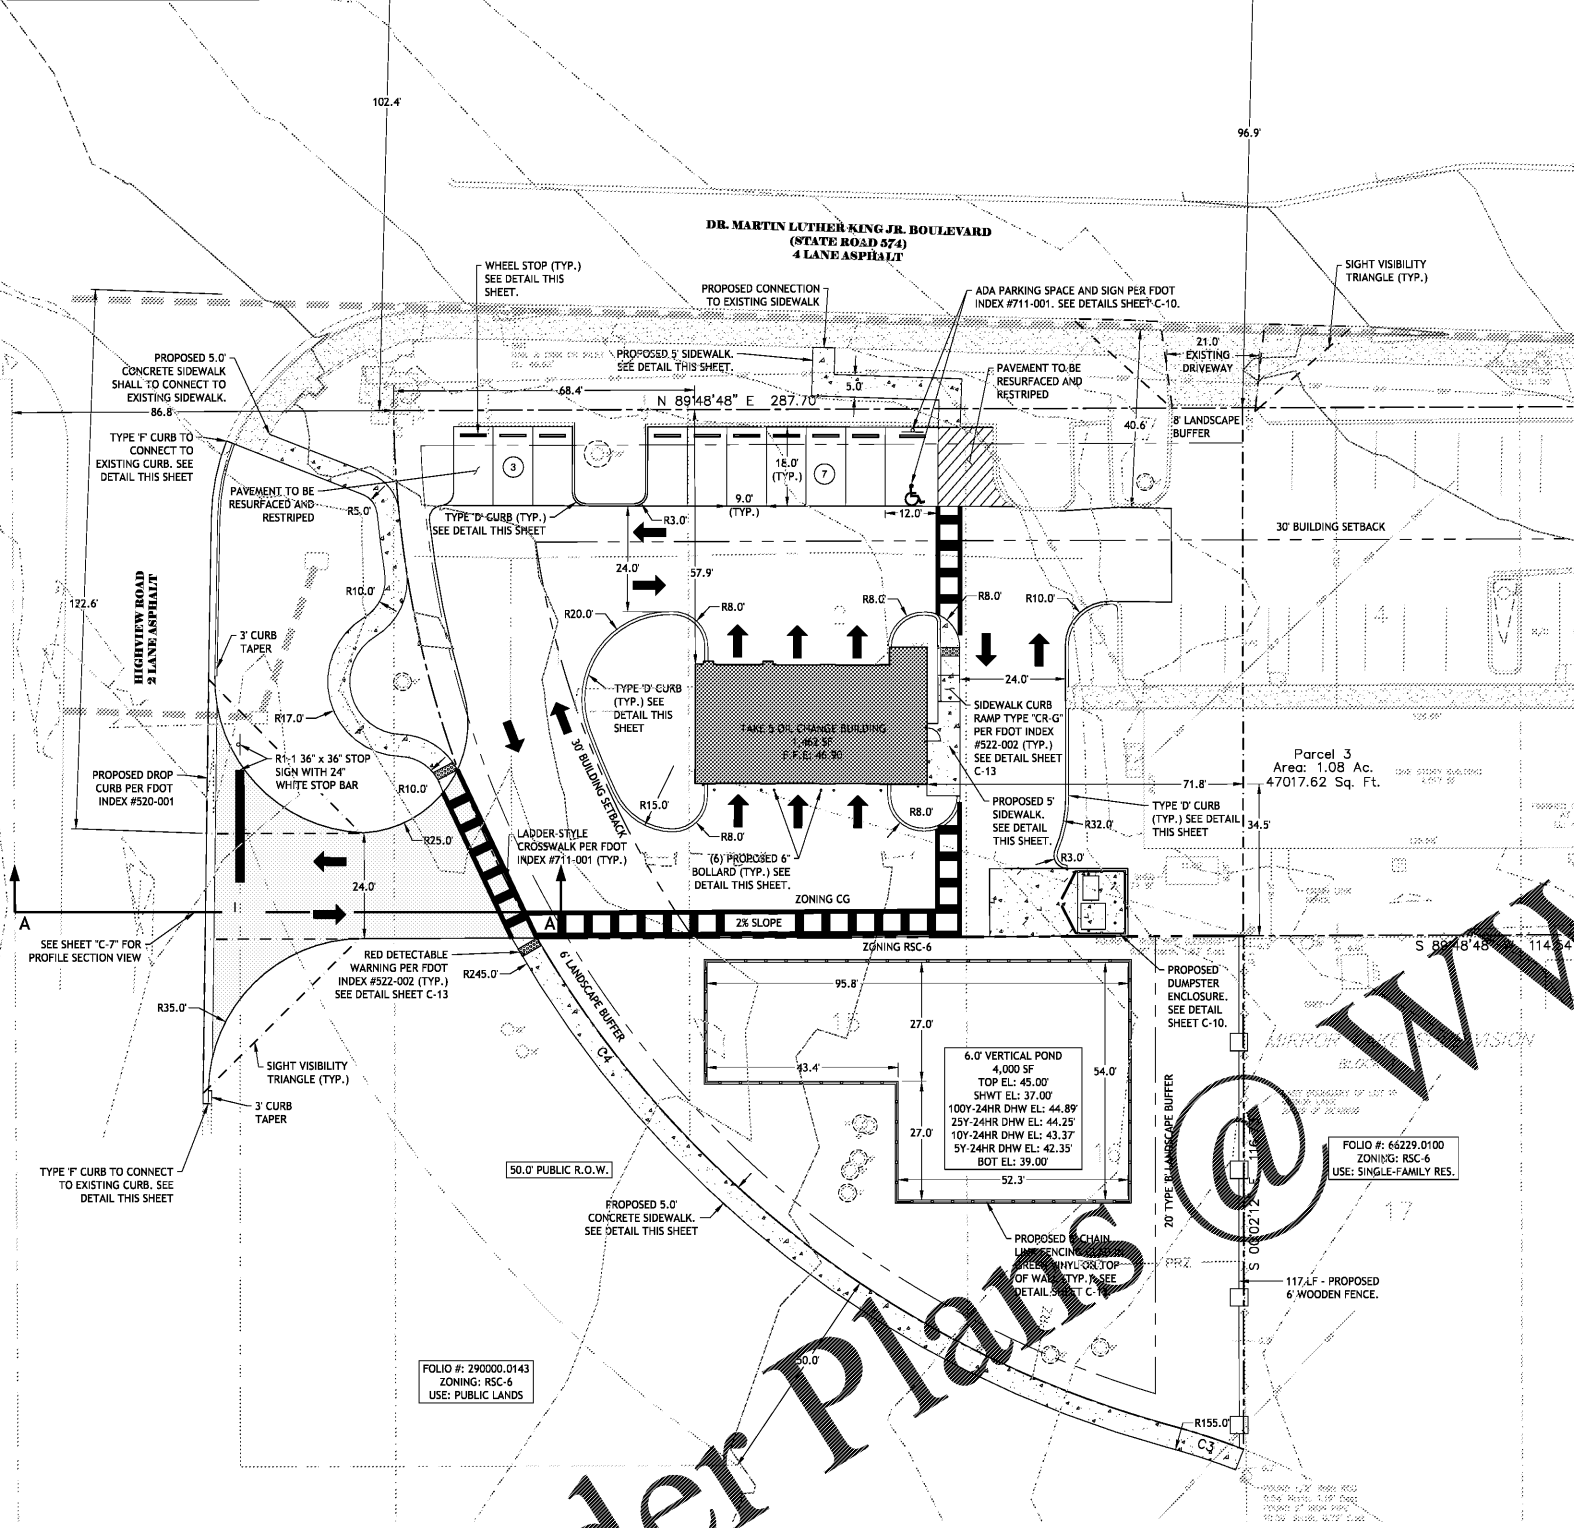 102.4'
96.9'
DR. MARTIN LUTHER KING JR. BOULEVARD
(STATE ROAD 574)
4 LANE ASPHALT
WHEEL STOP (TYP.)
SEE DETAIL THIS
SHEET.
PROPOSED CONNECTION
TO EXISTING SIDEWALK
ADA PARKING SPACE AND SIGN PER FDOT
INDEX #711-001. SEE DETAILS SHEET C-10.
SIGHT VISIBILITY
TRIANGLE (TYP.)
PROPOSED 5.0'
CONCRETE SIDEWALK
SHALL TO CONNECT TO
EXISTING SIDEWALK.
PROPOSED 5' SIDEWALK.
SEE DETAIL THIS SHEET.
PAVEMENT TO BE
RESURFACED AND
RESTRIPED
21.0'
EXISTING
DRIVEWAY
5.0'
68.4'
86.8'
N 89°48'48" E 287.70'
40.6'
8' LANDSCAPE
BUFFER
TYPE 'F' CURB TO
CONNECT TO
EXISTING CURB. SEE
DETAIL THIS SHEET
3
18.0'
(TYP.)
7
PAVEMENT TO BE
RESURFACED AND
RESTRIPED
R5.0'
TYPE 'D' CURB (TYP.)
SEE DETAIL THIS SHEET
R3.0'
9.0'
(TYP.)
12.0'
30' BUILDING SETBACK
24.0'
57.9'
HIGHVIEW ROAD
2 LANE ASPHALT
122.6'
R10.0'
R20.0'
R8.0'
R8.0'
R8.0'
R10.0'
3' CURB
TAPER
24.0'
TYPE 'D' CURB
(TYP.) SEE
DETAIL THIS
SHEET
R17.0'
SIDEWALK CURB
RAMP TYPE "CR-G"
PER FDOT INDEX
#522-002 (TYP.)
SEE DETAIL SHEET
C-13
TAKE 5 OIL CHANGE BUILDING
F.F.E: 46.90
30' BUILDING SETBACK
Parcel 3
Area: 1.08 Ac.
47017.62 Sq. Ft.
R1-1 36" x 36" STOP
SIGN WITH 24"
WHITE STOP BAR
PROPOSED DROP
CURB PER FDOT
INDEX #520-001
R10.0'
71.8'
R15.0'
R8.0'
R8.0'
PROPOSED 5'
SIDEWALK.
SEE DETAIL
THIS SHEET.
TYPE 'D' CURB
(TYP.) SEE DETAIL
THIS SHEET
R32.0'
34.5'
R25.0'
LADDER-STYLE
CROSSWALK PER FDOT
INDEX #711-001 (TYP.)
(6) PROPOSED 6"
BOLLARD (TYP.) SEE
DETAIL THIS SHEET.
R3.0'
24.0'
ZONING CG
A
A
2% SLOPE
SEE SHEET "C-7" FOR
PROFILE SECTION VIEW
ZONING RSC-6
RED DETECTABLE
WARNING PER FDOT
INDEX #522-002 (TYP.)
SEE DETAIL SHEET C-13
R245.0'
6' LANDSCAPE BUFFER
PROPOSED
DUMPSTER
ENCLOSURE.
SEE DETAIL
SHEET C-10.
R35.0'
95.8'
27.0'
C4
43.4'
6.0' VERTICAL POND
4,000 SF
TOP EL: 45.00'
SHWT EL: 37.00'
100Y-24HR DHW EL: 44.89'
25Y-24HR DHW EL: 44.25'
10Y-24HR DHW EL: 43.37'
5Y-24HR DHW EL: 42.35'
BOT EL: 39.00'
54.0'
27.0'
52.3'
SIGHT VISIBILITY
TRIANGLE (TYP.)
3' CURB
TAPER
20' TYPE 'B' LANDSCAPE BUFFER
FOLIO #: 66229.0100
ZONING: RSC-6
USE: SINGLE-FAMILY RES.
TYPE 'F' CURB TO CONNECT
TO EXISTING CURB. SEE
DETAIL THIS SHEET
50.0' PUBLIC R.O.W.
17
PROPOSED 5.0'
CONCRETE SIDEWALK.
SEE DETAIL THIS SHEET
PRZ
117 LF - PROPOSED
6' WOODEN FENCE.
50.0'
FOLIO #: 290000.0143
ZONING: RSC-6
USE: PUBLIC LANDS
R155.0'
C3
der Plans @ WW